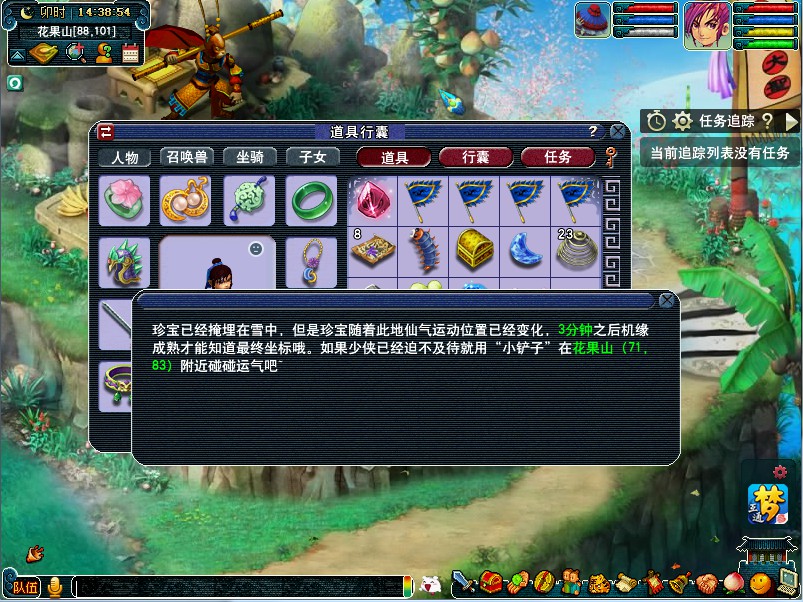 卯时 14:38:54
花果山[88,101]
大
圣
任务追踪 ?
当前追踪列表没有任务
道具行囊 ?
人物 召唤兽 坐骑 子女 道具 行囊 任务
8
23
珍宝已经掩埋在雪中，但是珍宝随着此地仙气运动位置已经变化，3分钟之后机缘
成熟才能知道最终坐标哦。如果少侠已经迫不及待就用“小铲子”在花果山（71，
83）附近碰碰运气吧~
梦
互通
队伍